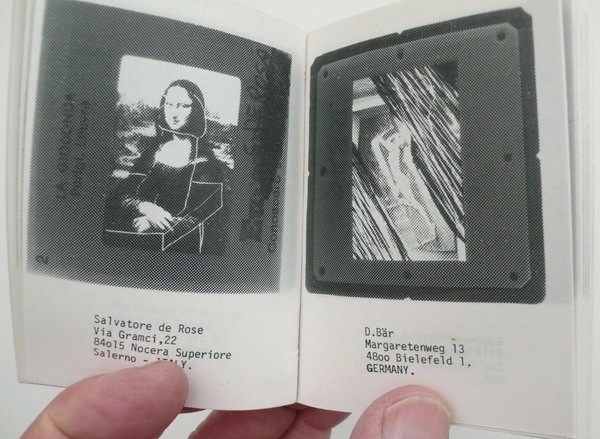 LA GIOCONDA
2
Salvatore de Rose
Via Gramci,22
84o15 Nocera Superiore
Salerno - ITALY.
D.Bär
Margaretenweg 13
48oo Bielefeld 1,
GERMANY.